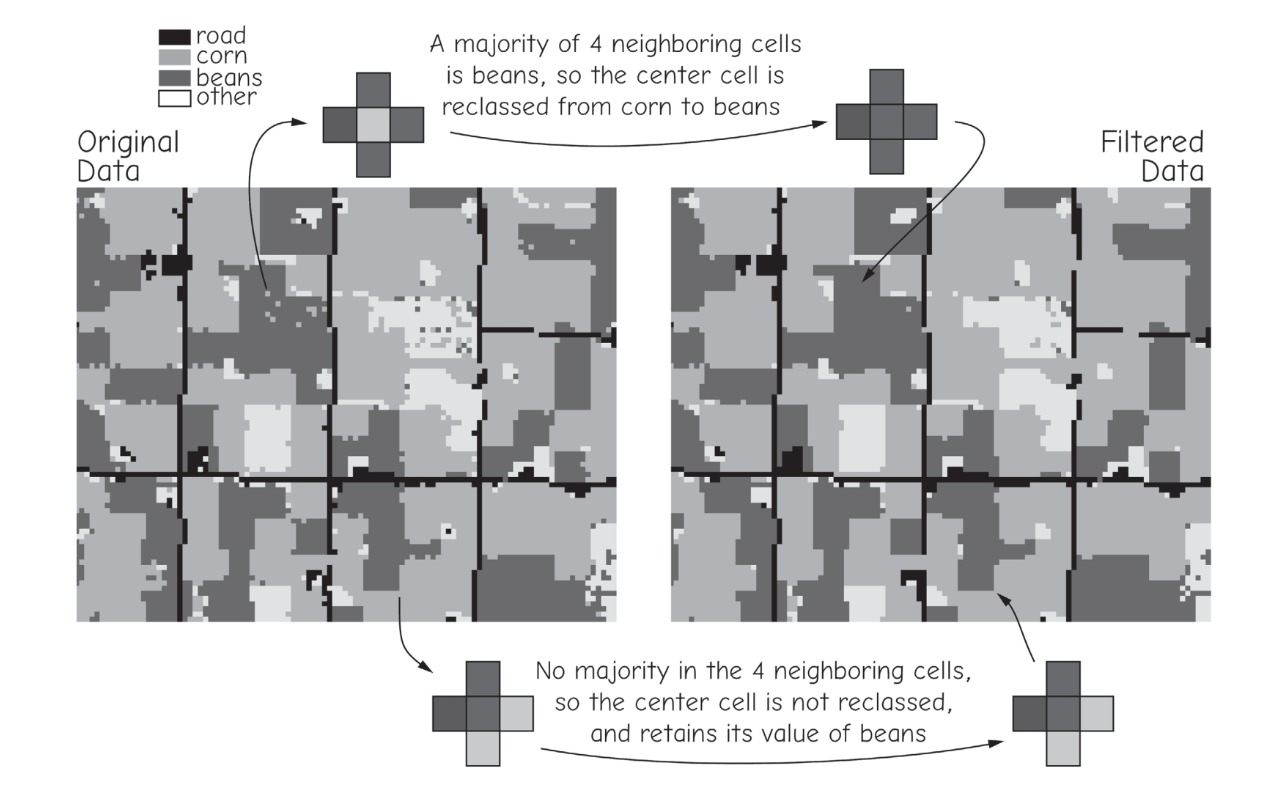 road
corn
beans
other
A majority of 4 neighboring cells
is beans, so the center cell is
reclassed from corn to beans
Original
Data
Filtered
Data
No majority in the 4 neighboring cells,
so the center cell is not reclassed,
and retains its value of beans